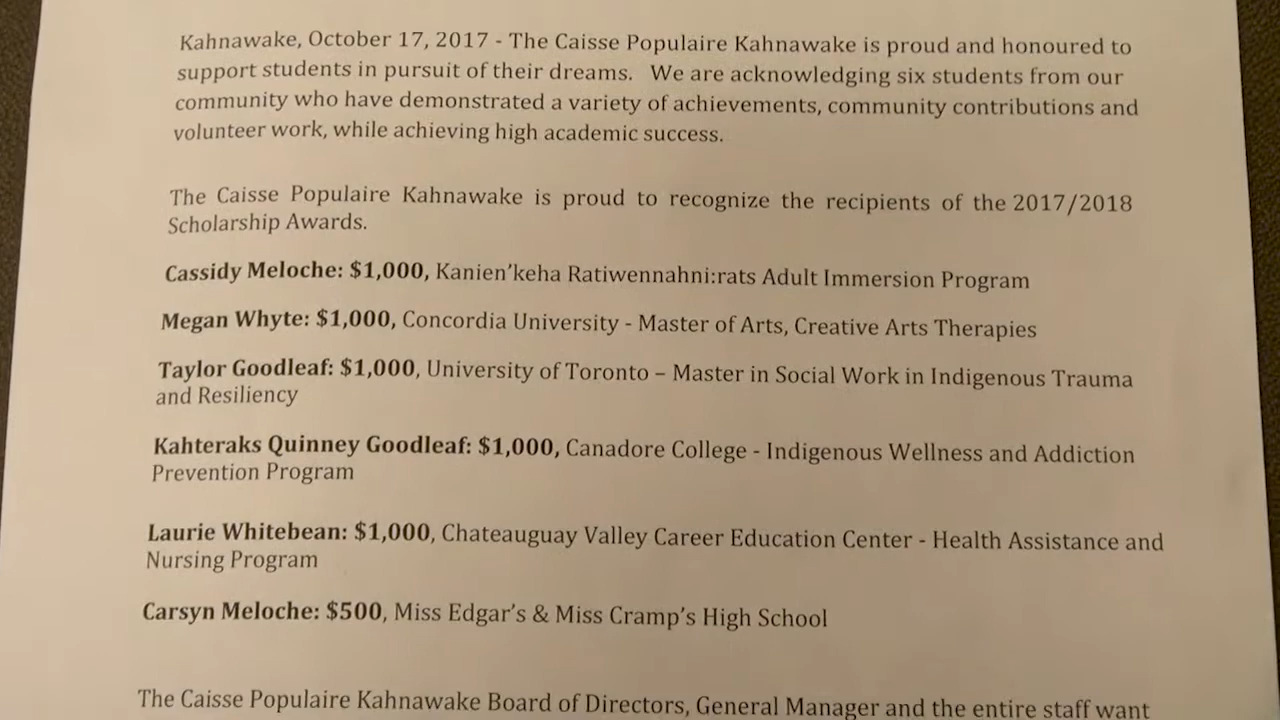 Kahnawake, October 17, 2017 - The Caisse Populaire Kahnawake is proud and honoured to
support students in pursuit of their dreams. We are acknowledging six students from our
community who have demonstrated a variety of achievements, community contributions and
volunteer work, while achieving high academic success.
The Caisse Populaire Kahnawake is proud to recognize the recipients of the 2017/2018
Scholarship Awards.
Cassidy Meloche: $1,000, Kanien'keha Ratiwennahni:rats Adult Immersion Program
Megan Whyte: $1,000, Concordia University - Master of Arts, Creative Arts Therapies
Taylor Goodleaf: $1,000, University of Toronto – Master in Social Work in Indigenous Trauma
and Resiliency
Kahteraks Quinney Goodleaf: $1,000, Canadore College - Indigenous Wellness and Addiction
Prevention Program
Laurie Whitebean: $1,000, Chateauguay Valley Career Education Center - Health Assistance and
Nursing Program
Carsyn Meloche: $500, Miss Edgar's & Miss Cramp's High School
The Caisse Populaire Kahnawake Board of Directors, General Manager and the entire staff want